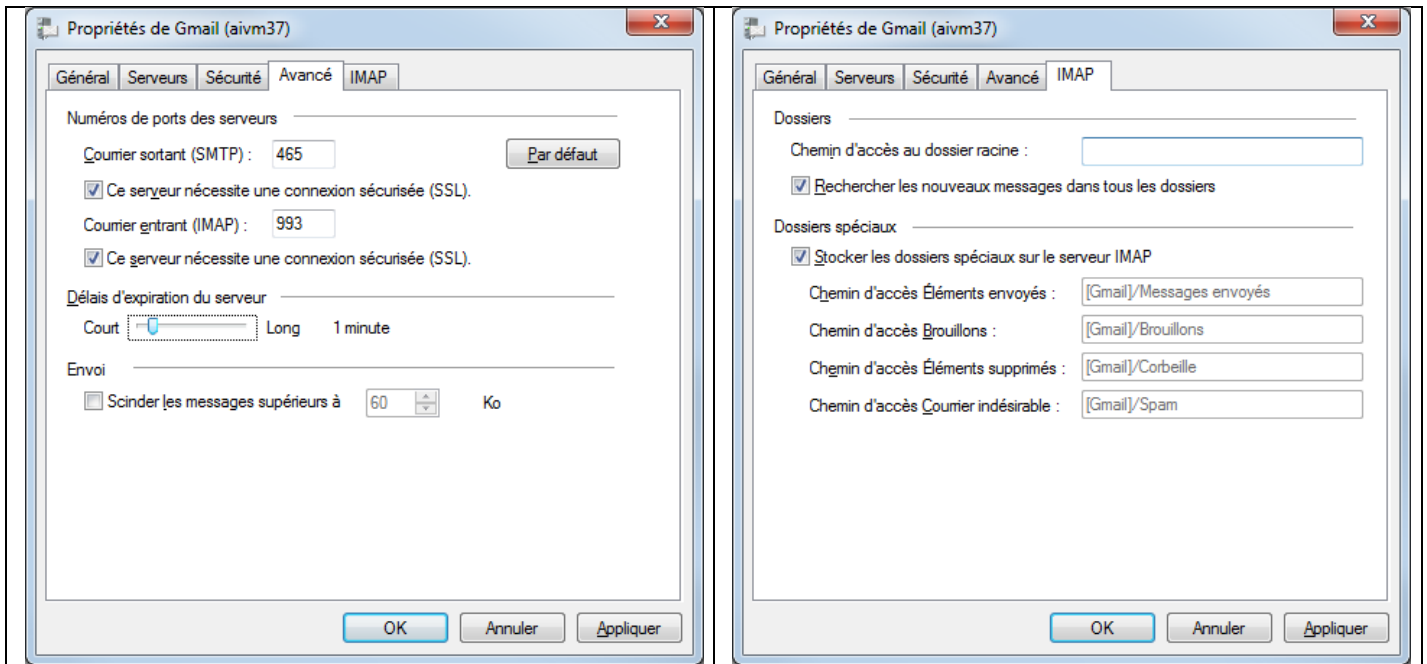 Propriétés de Gmail (aivm37)
Général Serveurs Sécurité Avancé IMAP
Numéros de ports des serveurs
Courrier sortant (SMTP) : 465 Par défaut
Ce serveur nécessite une connexion sécurisée (SSL).
Courrier entrant (IMAP) : 993
Ce serveur nécessite une connexion sécurisée (SSL).
Délais d'expiration du serveur
Court Long 1 minute
Envoi
Scinder les messages supérieurs à 60 Ko
OK Annuler Appliquer
Propriétés de Gmail (aivm37)
Général Serveurs Sécurité Avancé IMAP
Dossiers
Chemin d'accès au dossier racine :
Rechercher les nouveaux messages dans tous les dossiers
Dossiers spéciaux
Stocker les dossiers spéciaux sur le serveur IMAP
Chemin d'accès Éléments envoyés : [Gmail]/Messages envoyés
Chemin d'accès Brouillons : [Gmail]/Brouillons
Chemin d'accès Éléments supprimés : [Gmail]/Corbeille
Chemin d'accès Courrier indésirable : [Gmail]/Spam
OK Annuler Appliquer